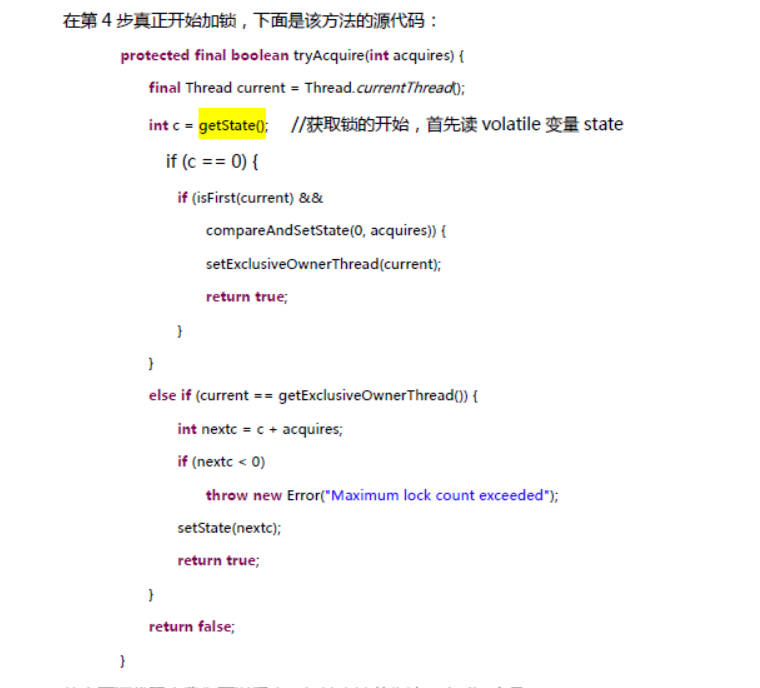 在第 4 步真正开始加锁，下面是该方法的源代码：
protected final boolean tryAcquire(int acquires) {
final Thread current = Thread.currentThread();
int c = getState(); //获取锁的开始，首先读 volatile 变量 state
if (c == 0) {
if (isFirst(current) &&
compareAndSetState(0, acquires)) {
setExclusiveOwnerThread(current);
return true;
}
}
else if (current == getExclusiveOwnerThread()) {
int nextc = c + acquires;
if (nextc < 0)
throw new Error("Maximum lock count exceeded");
setState(nextc);
return true;
}
return false;
}